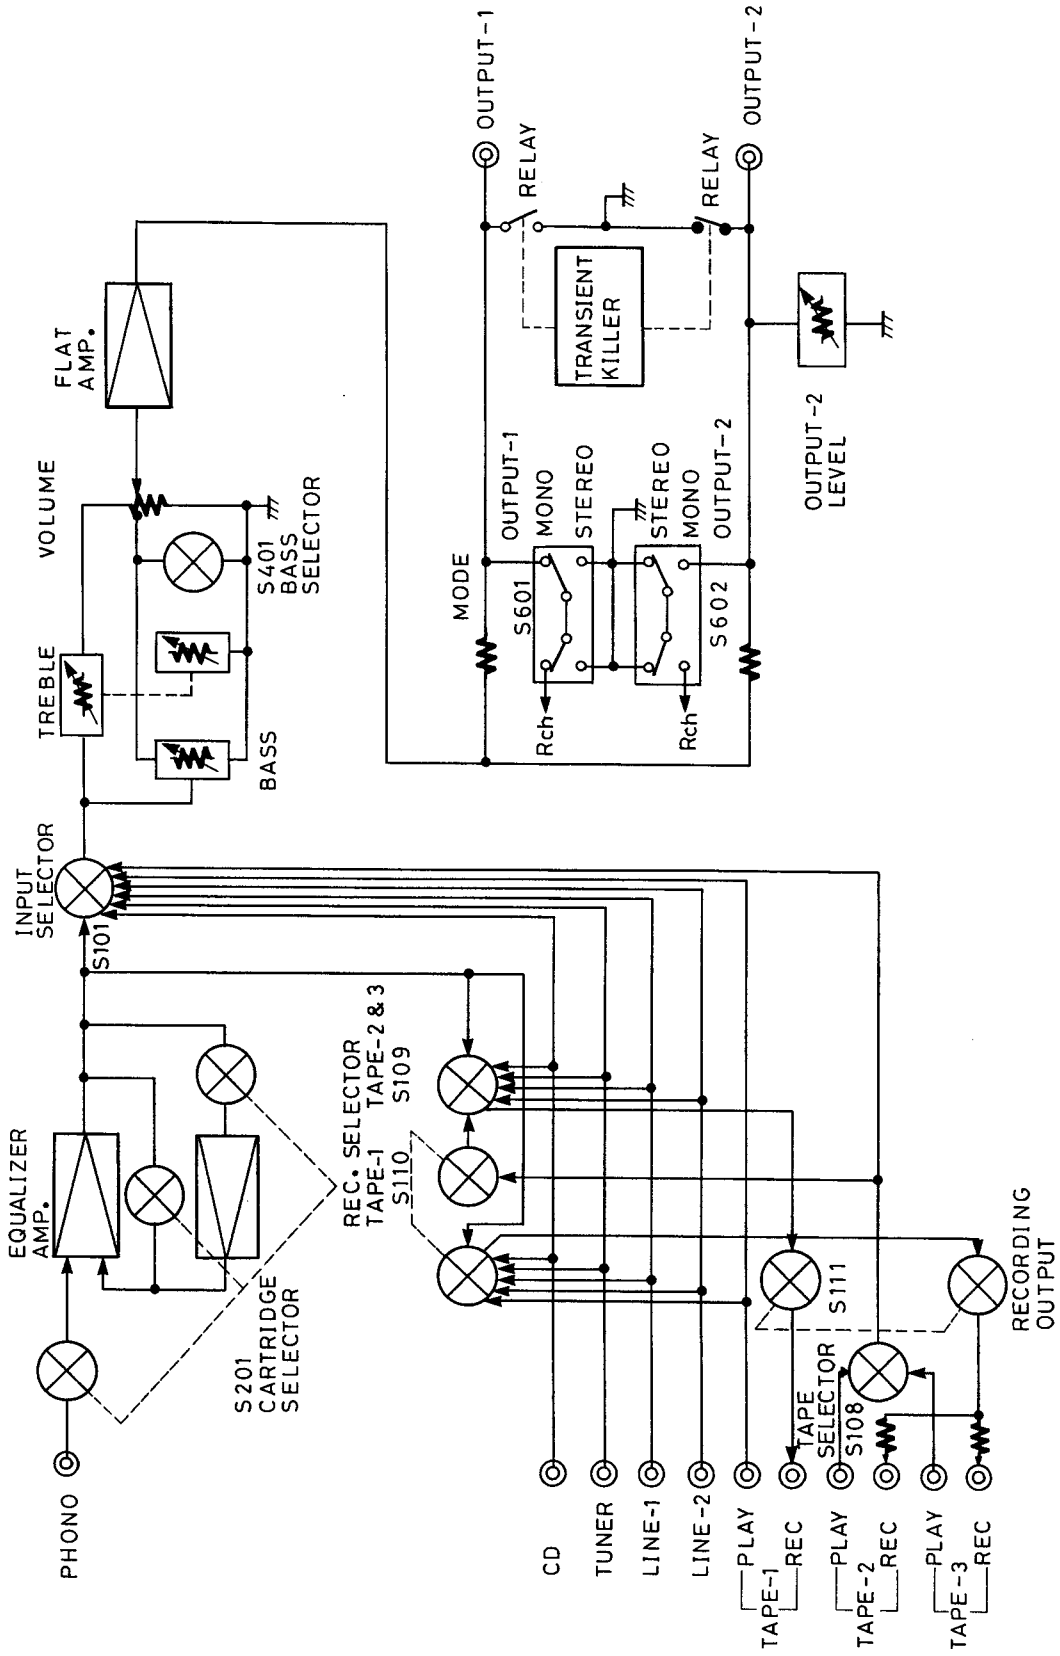 PHONO
EQUALIZER
AMP.
S201
CARTRIDGE
SELECTOR
INPUT
SELECTOR
S101
TREBLE
BASS
VOLUME
S401
BASS
SELECTOR
FLAT
AMP.
REC. SELECTOR
TAPE-1 TAPE-2 & 3
S110 S109
MODE
S601
OUTPUT-1
MONO
STEREO
STEREO
MONO
OUTPUT-2
S602
Rch
Rch
TRANSIENT
KILLER
RELAY
RELAY
OUTPUT-1
OUTPUT-2
OUTPUT-2
LEVEL
CD
TUNER
LINE-1
LINE-2
PLAY
TAPE-1
REC
PLAY
TAPE-2
REC
PLAY
TAPE-3
REC
TAPE
SELECTOR
S108
S111
RECORDING
OUTPUT